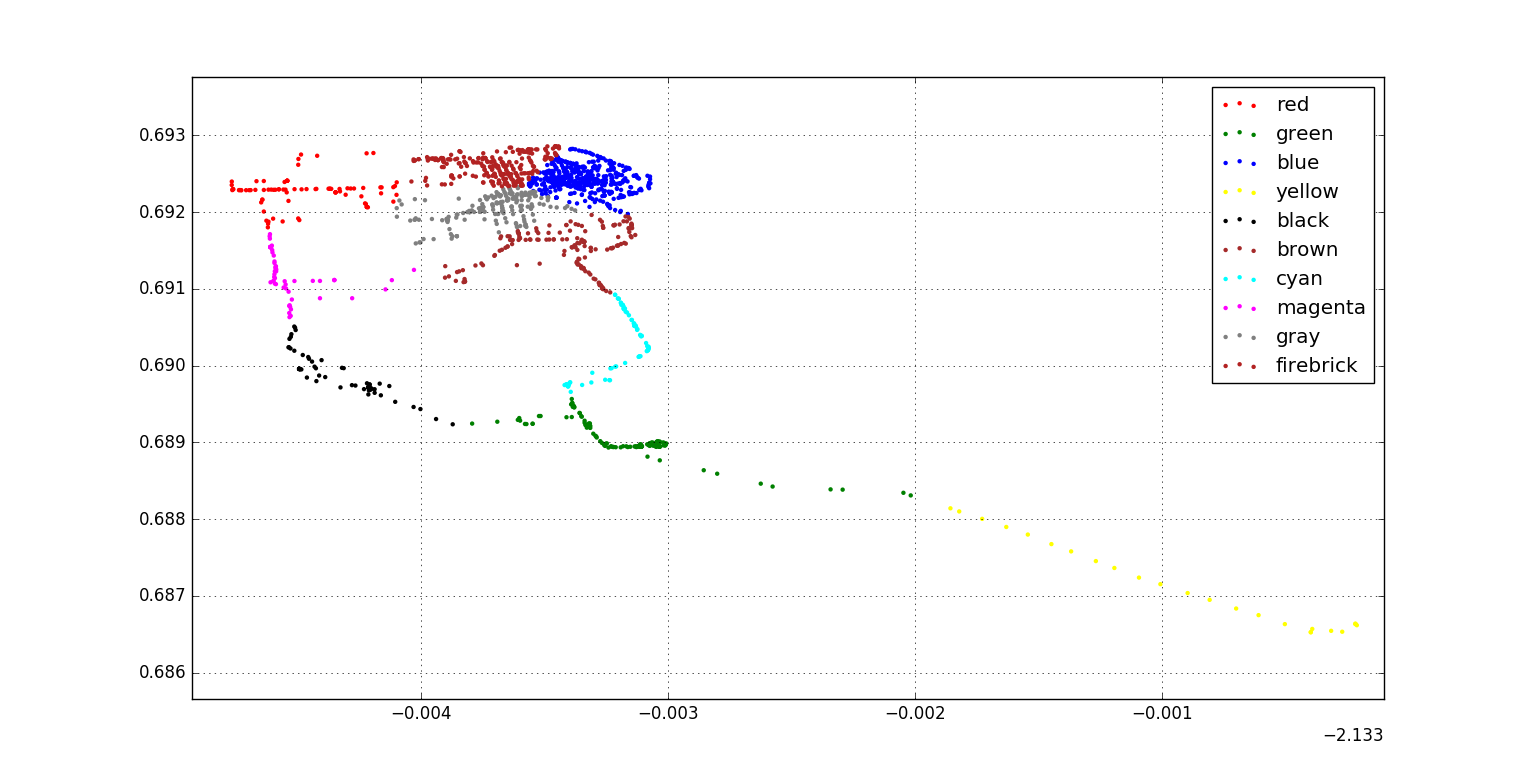 0.693
0.692
0.691
0.690
0.689
0.688
0.687
0.686
−0.004
−0.003
−0.002
−0.001
−2.133
red
green
blue
yellow
black
brown
cyan
magenta
gray
firebrick